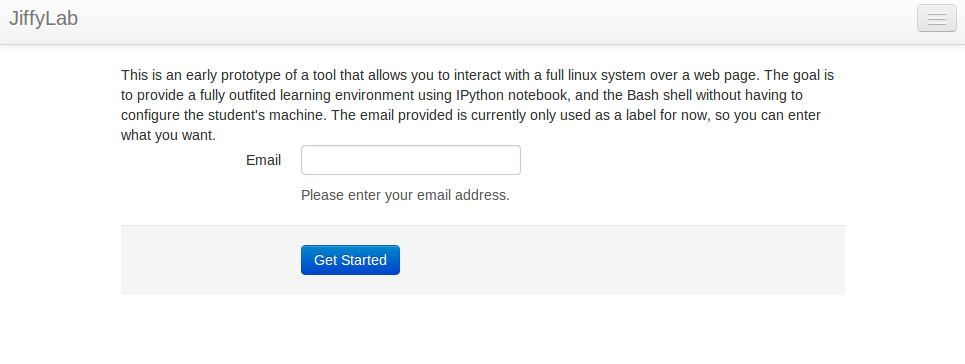 JiffyLab
This is an early prototype of a tool that allows you to interact with a full linux system over a web page. The goal is
to provide a fully outfitted learning environment using IPython notebook, and the Bash shell without having to
configure the student's machine. The email provided is currently only used as a label for now, so you can enter
what you want.
Email
Please enter your email address.
Get Started